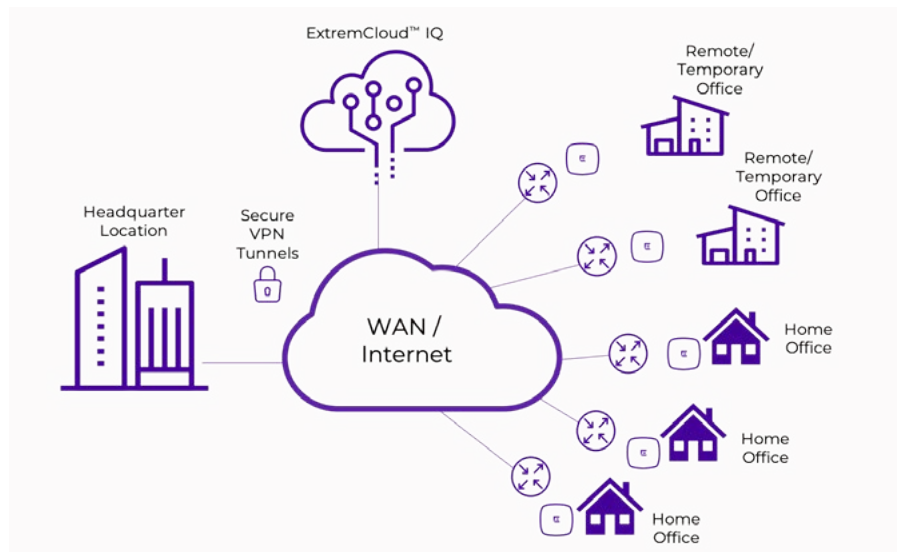 ExtremCloud™ IQ
Remote/
Temporary
Office
Remote/
Temporary
Office
Headquarter
Location
Secure
VPN
Tunnels
WAN /
Internet
Home
Office
Home
Office
Home
Office